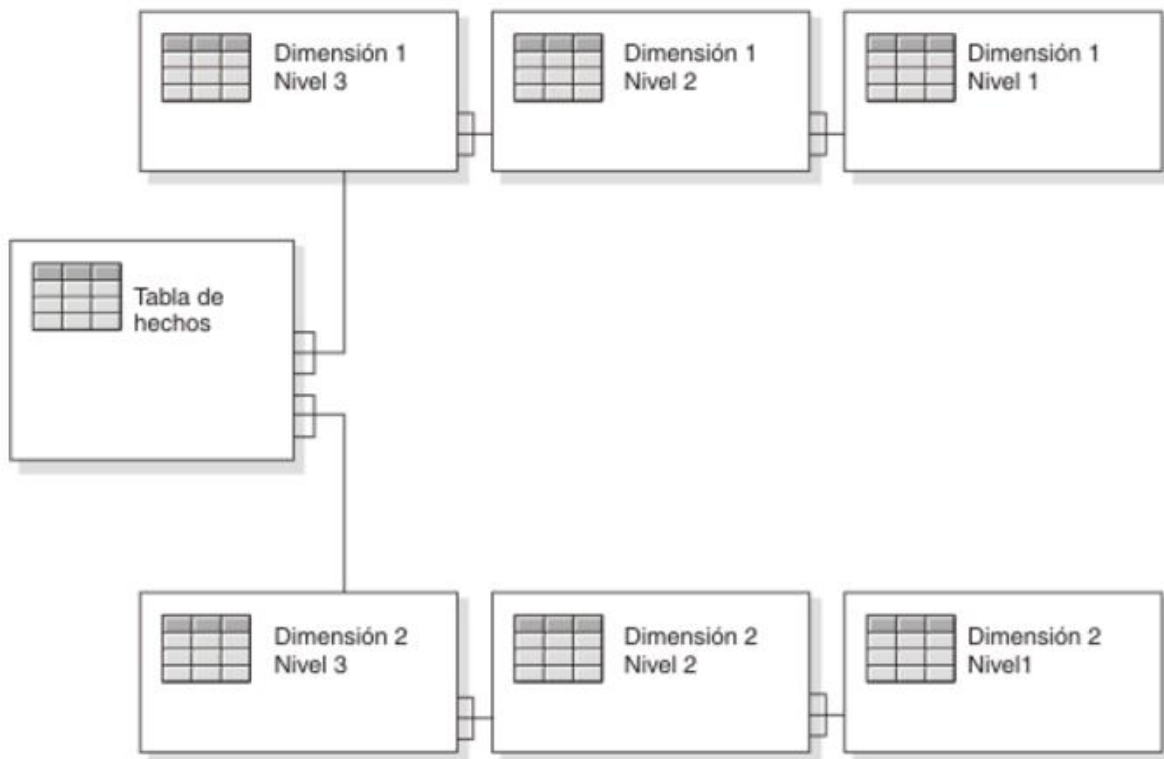 Dimensión 1
Nivel 3
Dimensión 1
Nivel 2
Dimensión 1
Nivel 1
Tabla de
hechos
Dimensión 2
Nivel 3
Dimensión 2
Nivel 2
Dimensión 2
Nivel1